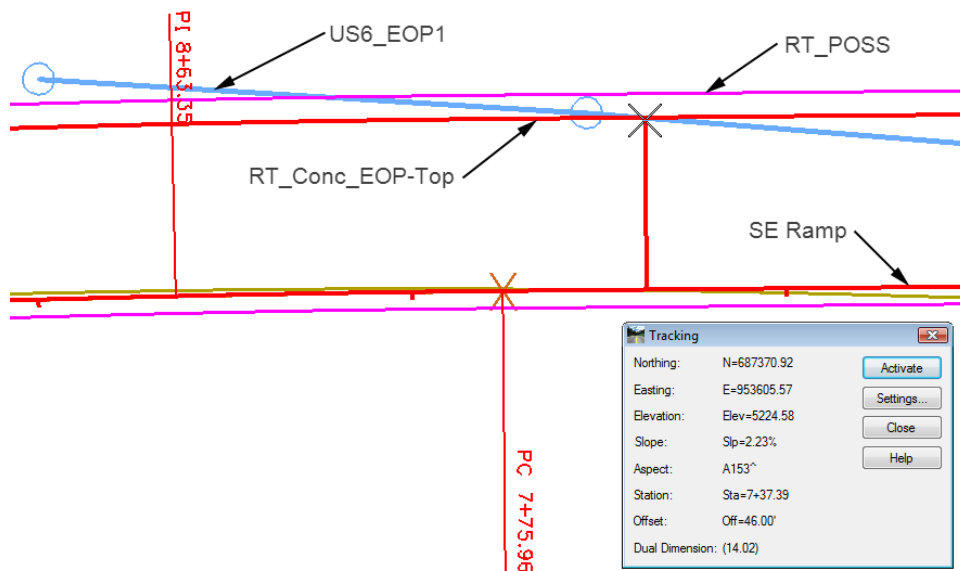 US6_EOP1
RT_POSS
PI 8+63.35
RT_Conc_EOP-Top
SE Ramp
PC 7+75.96
Tracking
Northing: N=687370.92 Activate
Easting: E=953605.57 Settings...
Elevation: Elev=5224.58 Close
Slope: Slp=2.23% Help
Aspect: A153^
Station: Sta=7+37.39
Offset: Off=46.00'
Dual Dimension: (14.02)